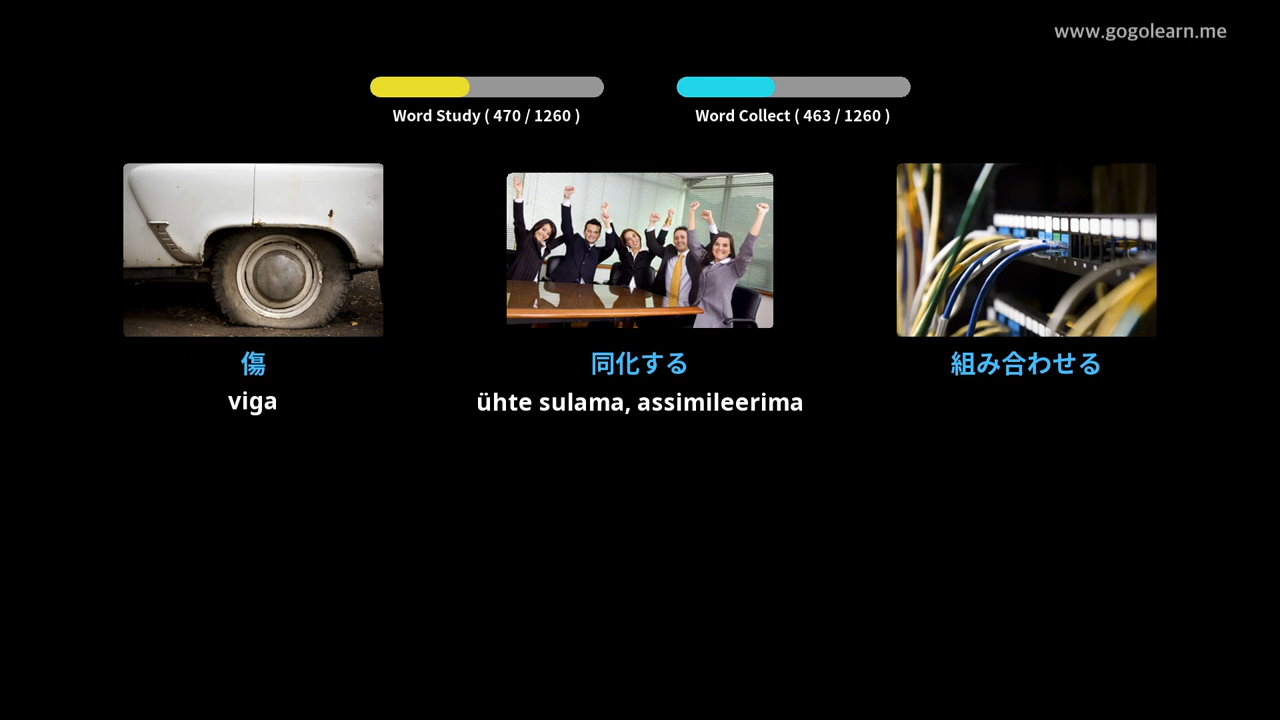 www.gogolearn.me
Word Study ( 470 / 1260 )
Word Collect ( 463 / 1260 )
傷
viga
同化する
ühte sulama, assimileerima
組み合わせる